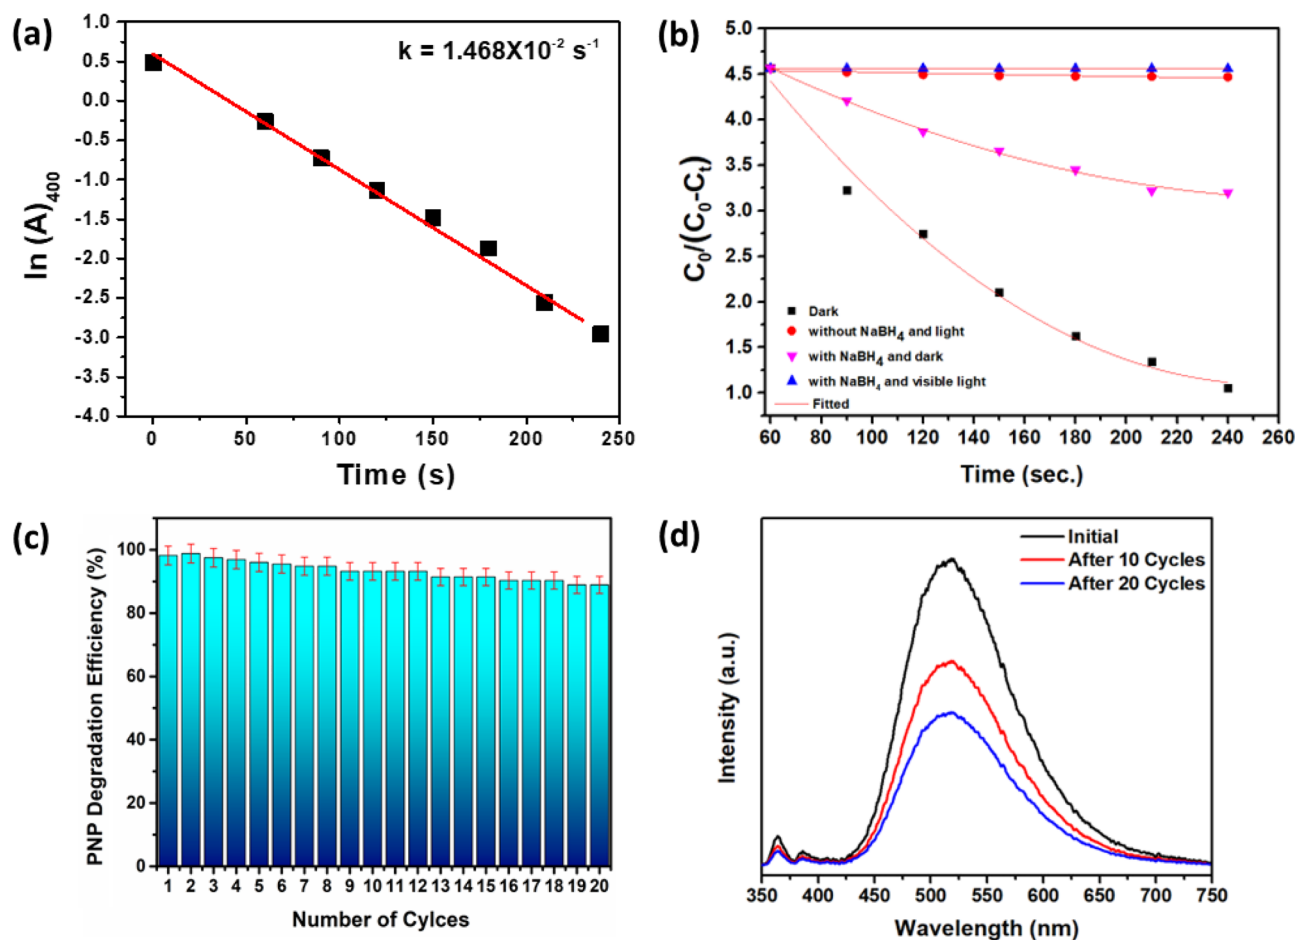 (a)
k = 1.468X10⁻² s⁻¹
ln (A)₄₀₀
1.0
0.5
0.0
-0.5
-1.0
-1.5
-2.0
-2.5
-3.0
-3.5
-4.0
0
50
100
150
200
250
Time (s)
(b)
C₀/(C₀-Cₜ)
5.0
4.5
4.0
3.5
3.0
2.5
2.0
1.5
1.0
Dark
without NaBH₄ and light
with NaBH₄ and dark
with NaBH₄ and visible light
Fitted
60
80
100
120
140
160
180
200
220
240
260
Time (sec.)
(c)
PNP Degradation Efficiency (%)
100
80
60
40
20
0
1 2 3 4 5 6 7 8 9 10 11 12 13 14 15 16 17 18 19 20
Number of Cylces
(d)
Initial
After 10 Cycles
After 20 Cycles
Intensity (a.u.)
350
400
450
500
550
600
650
700
750
Wavelength (nm)